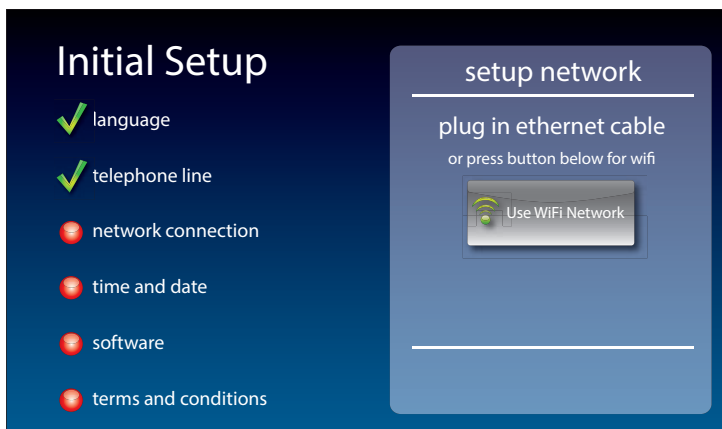 Initial Setup
language
telephone line
network connection
time and date
software
terms and conditions
setup network
plug in ethernet cable
or press button below for wifi
Use WiFi Network